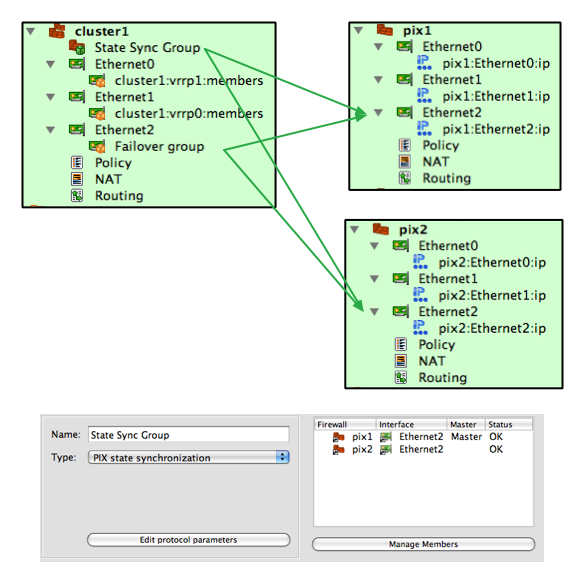 cluster1
State Sync Group
Ethernet0
cluster1:vrrp1:members
Ethernet1
cluster1:vrrp0:members
Ethernet2
Failover group
Policy
NAT
Routing
pix1
Ethernet0
pix1:Ethernet0:ip
Ethernet1
pix1:Ethernet1:ip
Ethernet2
pix1:Ethernet2:ip
Policy
NAT
Routing
pix2
Ethernet0
pix2:Ethernet0:ip
Ethernet1
pix2:Ethernet1:ip
Ethernet2
pix2:Ethernet2:ip
Policy
NAT
Routing
Name: State Sync Group
Type: PIX state synchronization
Edit protocol parameters
Firewall Interface Master Status
pix1 Ethernet2 Master OK
pix2 Ethernet2 OK
Manage Members